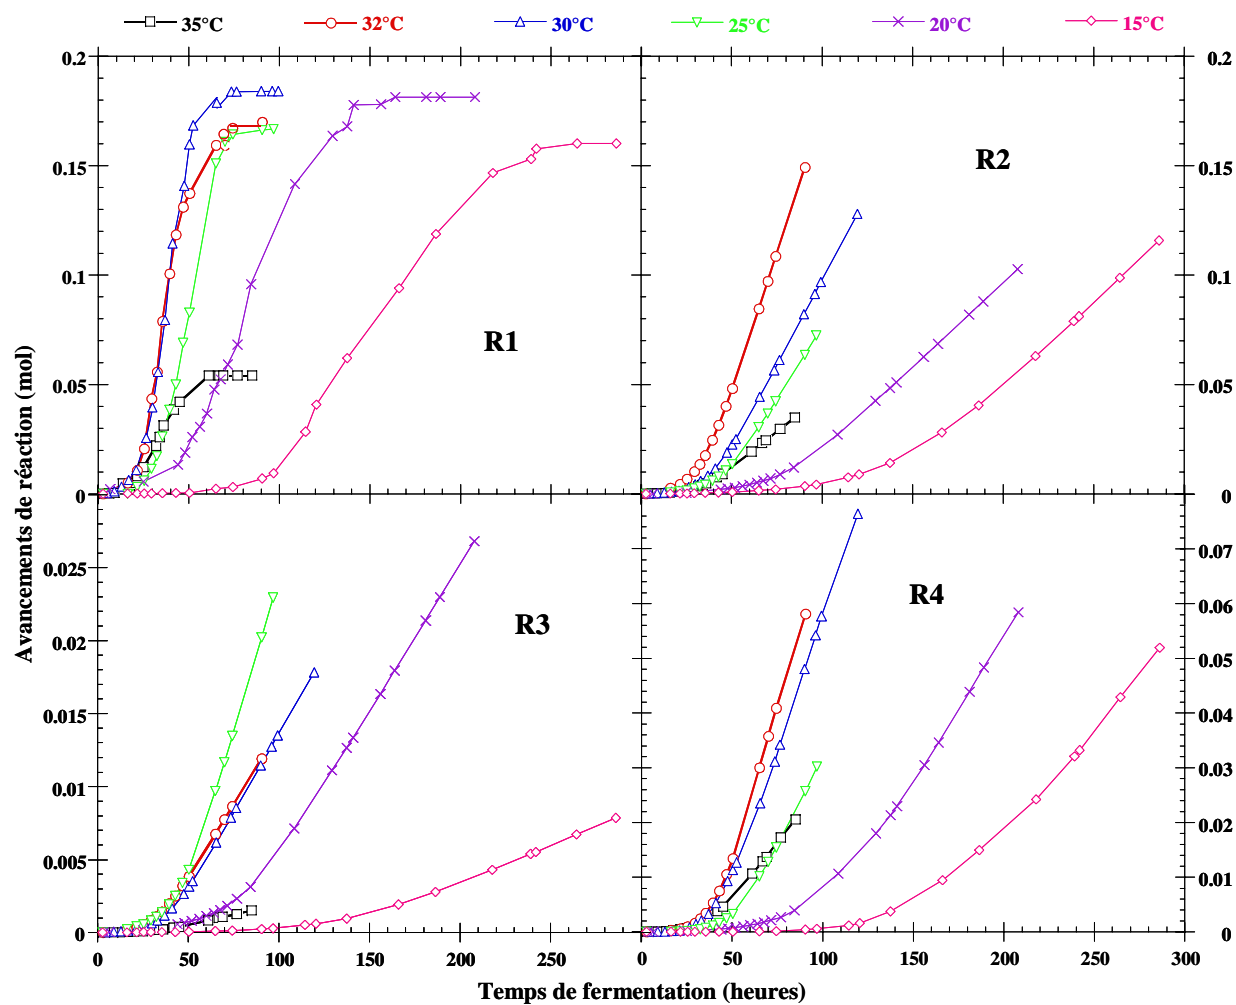 35°C 32°C 30°C 25°C 20°C 15°C
0.2 0.2
0.15 0.15
0.1 0.1
0.05 0.05
0 0
R1
R2
0.025 0.07
0.02 0.06
0.015 0.05
0.01 0.04
0.005 0.03
0 0.02
0.01
0
R3
R4
0 50 100 150 200 250 0 50 100 150 200 250 300
Avancements de réaction (mol)
Temps de fermentation (heures)